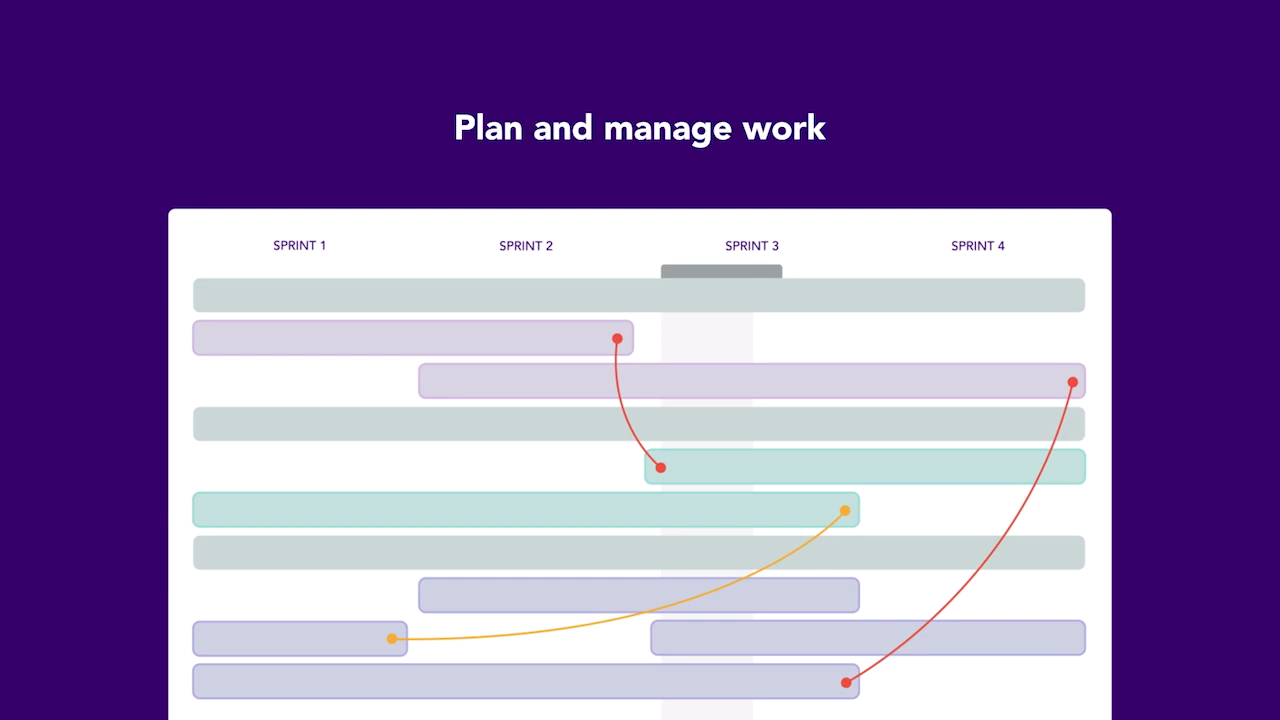 Plan and manage work
SPRINT 1
SPRINT 2
SPRINT 3
SPRINT 4